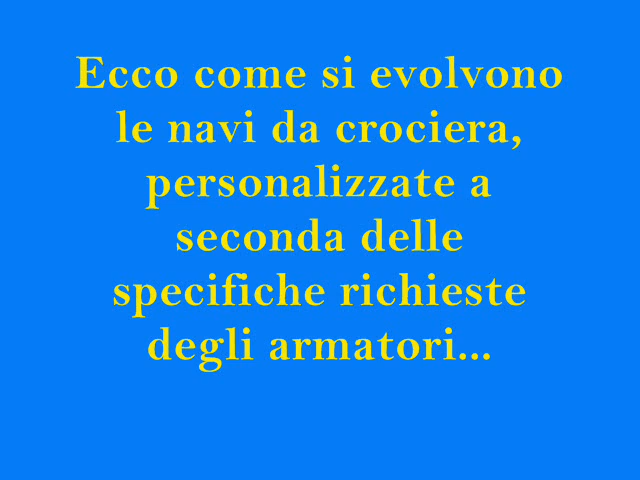 Ecco come si evolvono
le navi da crociera,
personalizzate a
seconda delle
specifiche richieste
degli armatori...